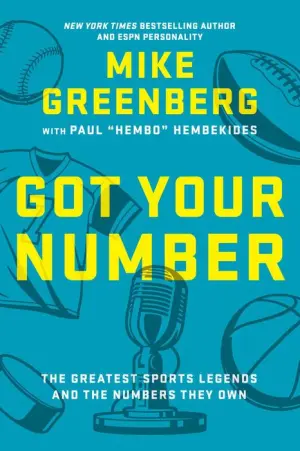 NEW YORK TIMES BESTSELLING AUTHOR
AND ESPN PERSONALITY
MIKE
GREENBERG
WITH PAUL "HEMBO" HEMBEKIDES
GOT YOUR
NUMBER
THE GREATEST SPORTS LEGENDS
AND THE NUMBERS THEY OWN